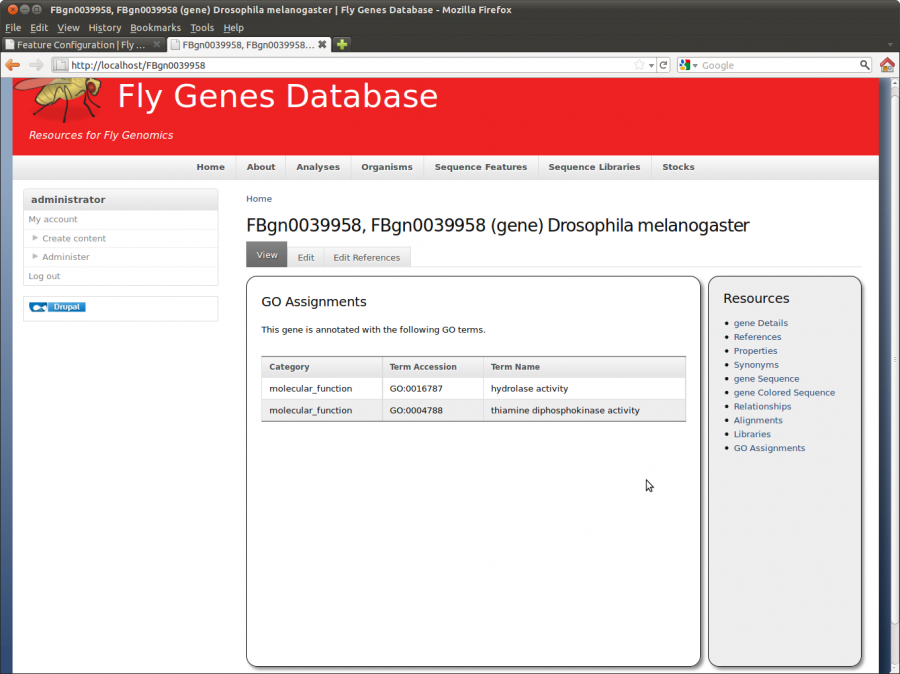 FBgn0039958, FBgn0039958 (gene) Drosophila melanogaster | Fly Genes Database - Mozilla Firefox
File Edit View History Bookmarks Tools Help
Feature Configuration | Fly ... FBgn0039958, FBgn0039958...
http://localhost/FBgn0039958 Google
Fly Genes Database
Resources for Fly Genomics
Home About Analyses Organisms Sequence Features Sequence Libraries Stocks
administrator
My account
Create content
Administer
Log out
Drupal
Home
FBgn0039958, FBgn0039958 (gene) Drosophila melanogaster
View Edit Edit References
GO Assignments
This gene is annotated with the following GO terms.
Category Term Accession Term Name
molecular_function GO:0016787 hydrolase activity
molecular_function GO:0004788 thiamine diphosphokinase activity
Resources
gene Details
References
Properties
Synonyms
gene Sequence
gene Colored Sequence
Relationships
Alignments
Libraries
GO Assignments